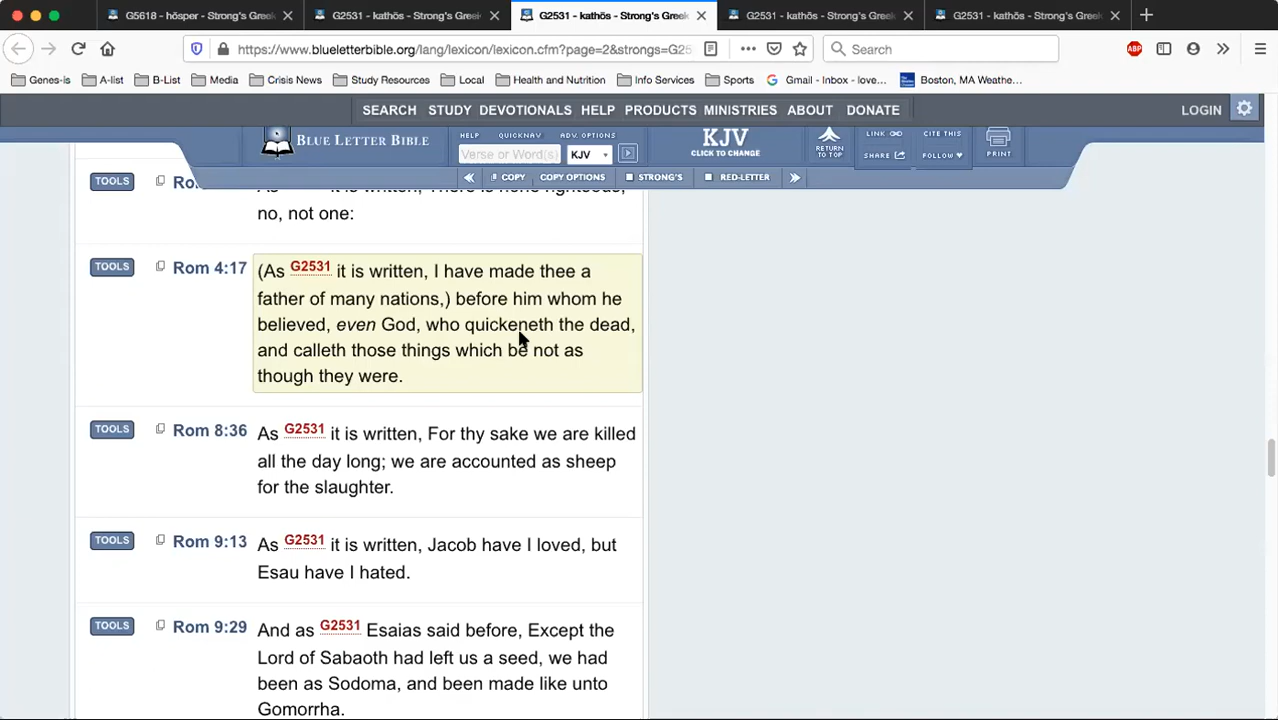 G5618 - hōsper - Strong's Greek
G2531 - kathōs - Strong's Greek
G2531 - kathōs - Strong's Greek
G2531 - kathōs - Strong's Greek
G2531 - kathōs - Strong's Greek
https://www.blueletterbible.org/lang/lexicon/lexicon.cfm?page=2&strongs=G25
Search
ABP
Genes-is
A-list
B-List
Media
Crisis News
Study Resources
Local
Health and Nutrition
Info Services
Sports
Gmail - Inbox - love...
Boston, MA Weathe...
SEARCH STUDY DEVOTIONALS HELP PRODUCTS MINISTRIES ABOUT DONATE
LOGIN
BLUE LETTER BIBLE
HELP QUICKNAV ADV. OPTIONS
Verse or Word(s)
KJV
KJV
CLICK TO CHANGE
RETURN
TO TOP
LINK
CITE THIS
SHARE
FOLLOW
PRINT
COPY COPY OPTIONS STRONG'S RED-LETTER
TOOLS
no, not one:
TOOLS Rom 4:17 (As G2531 it is written, I have made thee a
father of many nations,) before him whom he
believed, even God, who quickeneth the dead,
and calleth those things which be not as
though they were.
TOOLS Rom 8:36 As G2531 it is written, For thy sake we are killed
all the day long; we are accounted as sheep
for the slaughter.
TOOLS Rom 9:13 As G2531 it is written, Jacob have I loved, but
Esau have I hated.
TOOLS Rom 9:29 And as G2531 Esaias said before, Except the
Lord of Sabaoth had left us a seed, we had
been as Sodoma, and been made like unto
Gomorrha.